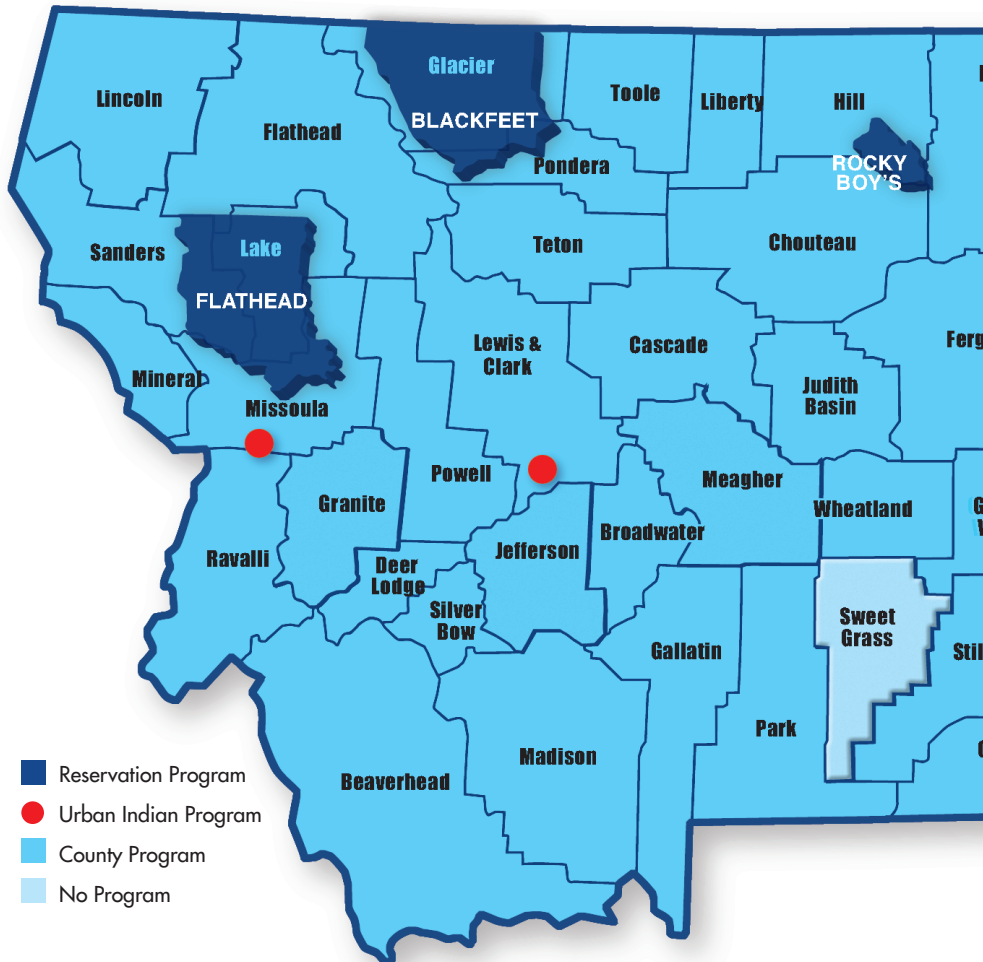 Glacier
Lincoln
Toole
Liberty
Hill
Flathead
BLACKFEET
Pondera
ROCKY
BOY'S
Sanders
Lake
Teton
Chouteau
FLATHEAD
Lewis &
Clark
Cascade
Ferg
Mineral
Judith
Basin
Missoula
Powell
Meagher
Granite
Wheatland
G
Broadwater
Ravalli
Jefferson
Deer
Lodge
Silver
Bow
Sweet
Grass
Gallatin
Stil
Park
Madison
Beaverhead
Reservation Program
Urban Indian Program
County Program
No Program